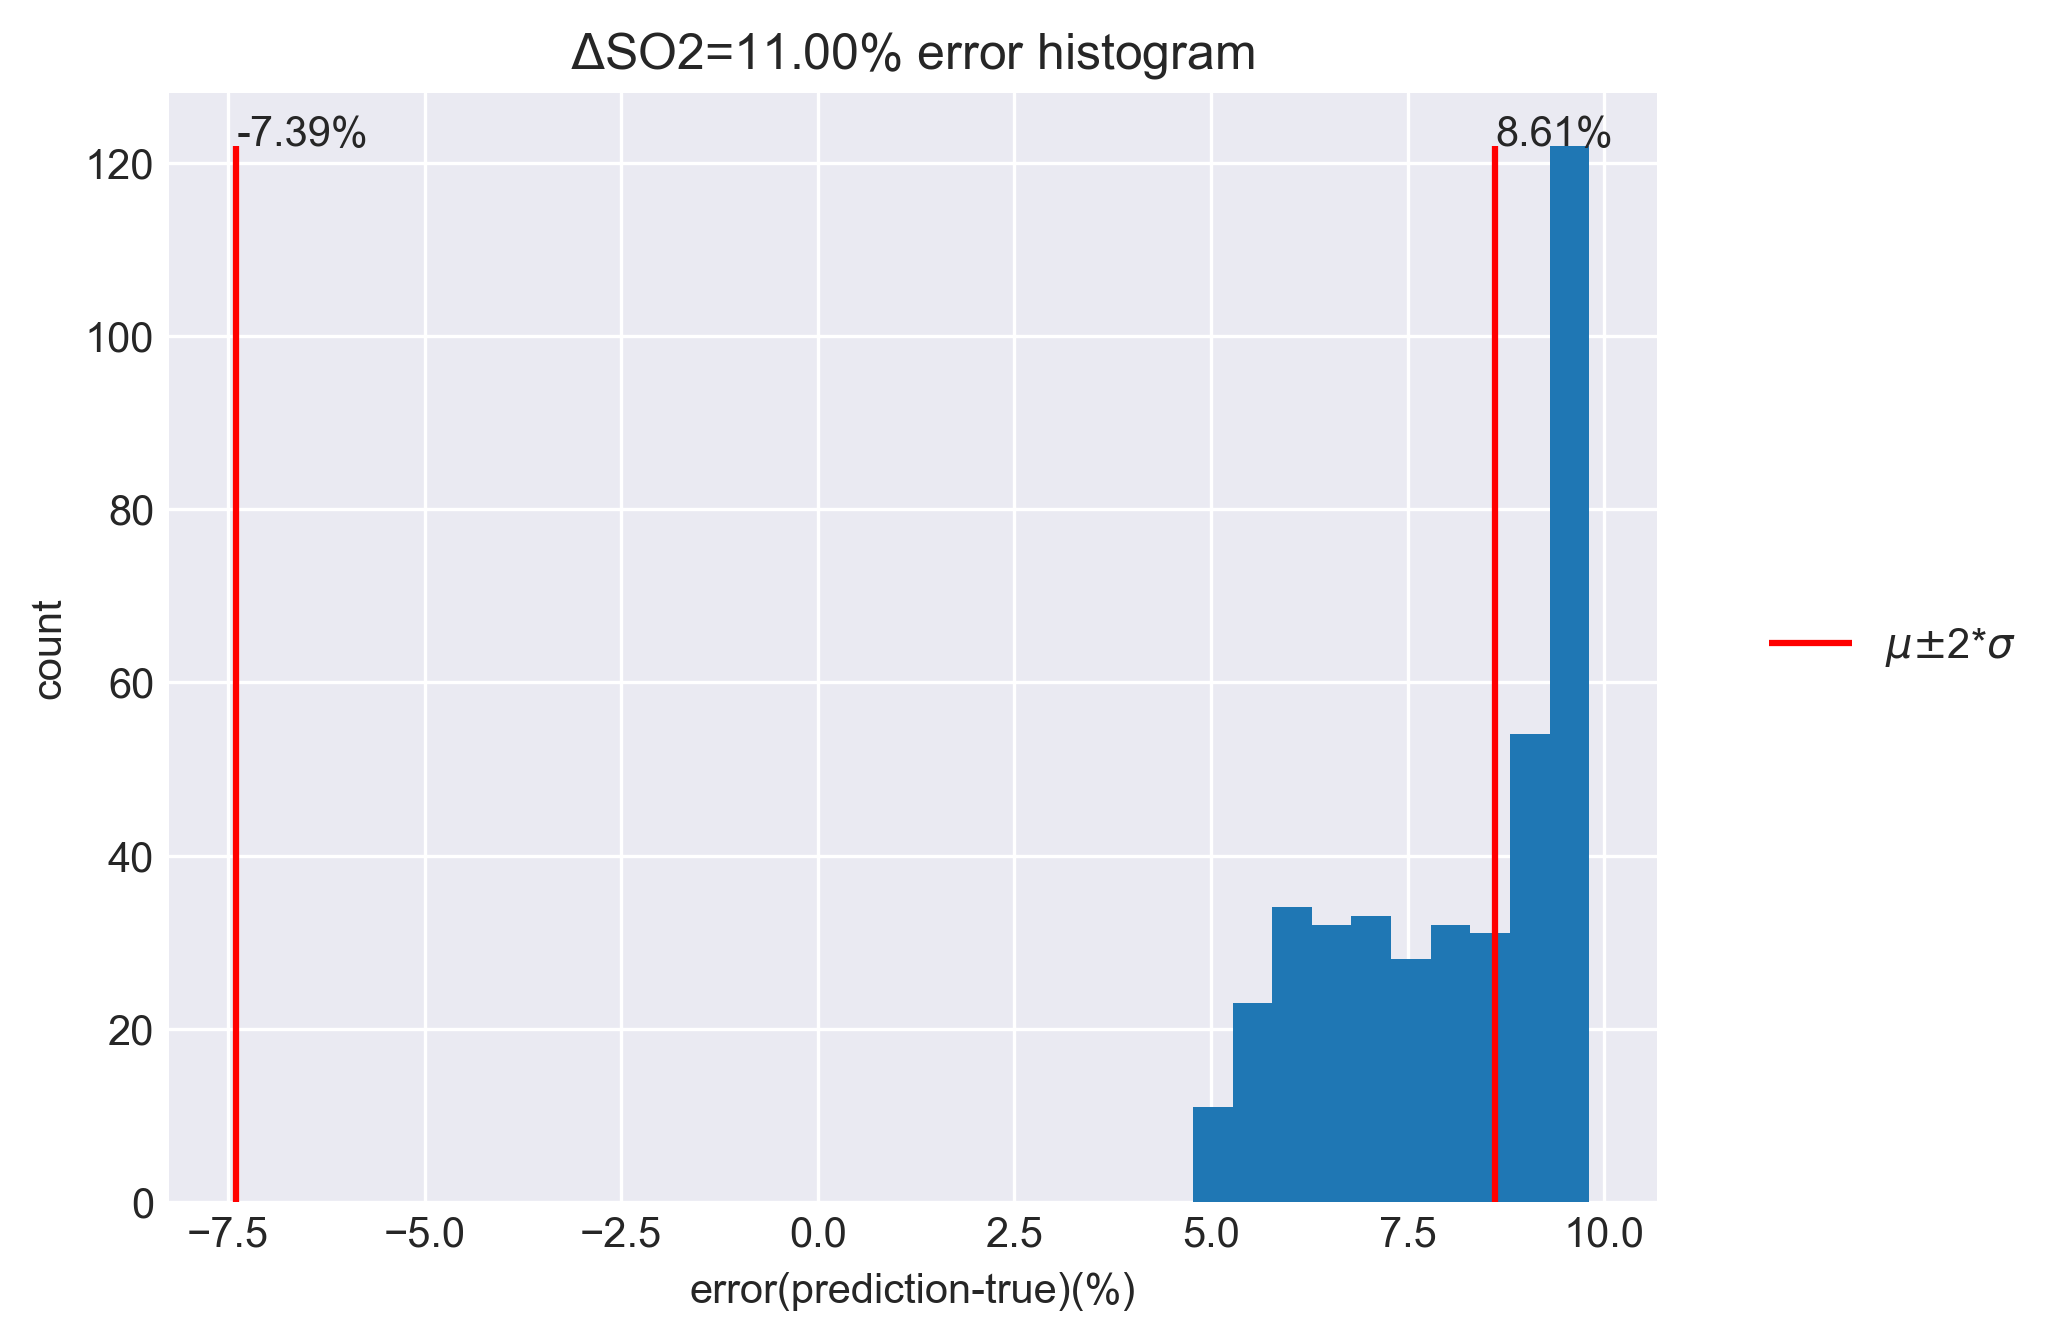 ΔSO2=11.00% error histogram
-7.39%
8.61%
120
100
80
60
40
20
0
count
−7.5 −5.0 −2.5 0.0 2.5 5.0 7.5 10.0
error(prediction-true)(%)
μ±2*σ